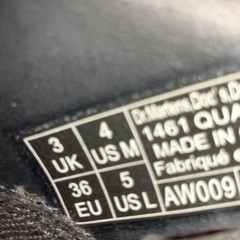 3 UK
4 US M
36 EU
5 US L
Dr.Martens, Doc's, D
1461 QUA
MADE IN
Fabriqué
AW009